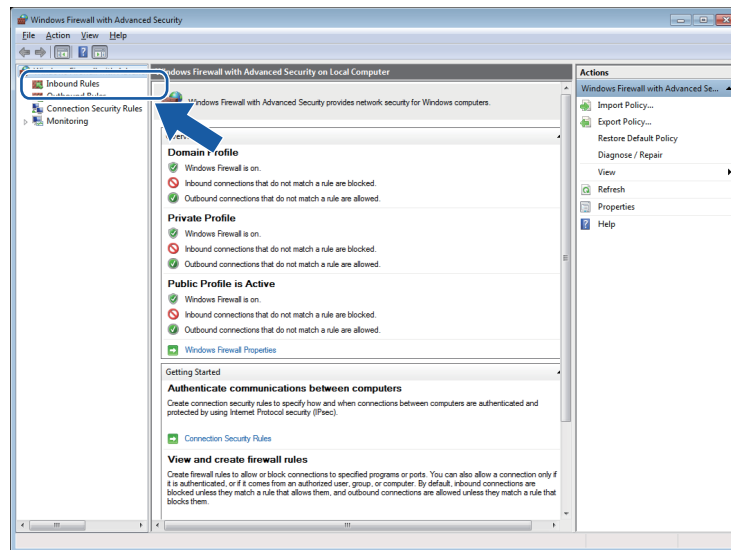 Windows Firewall with Advanced Security
File Action View Help
Inbound Rules
Outbound Rules
Connection Security Rules
Monitoring
Windows Firewall with Advanced Security on Local Computer
Windows Firewall with Advanced Security provides network security for Windows computers.
Domain Profile
Windows Firewall is on.
Inbound connections that do not match a rule are blocked.
Outbound connections that do not match a rule are allowed.
Private Profile
Windows Firewall is on.
Inbound connections that do not match a rule are blocked.
Outbound connections that do not match a rule are allowed.
Public Profile is Active
Windows Firewall is on.
Inbound connections that do not match a rule are blocked.
Outbound connections that do not match a rule are allowed.
Windows Firewall Properties
Getting Started
Authenticate communications between computers
Create connection security rules to specify how and when connections between computers are authenticated and
protected by using Internet Protocol security (IPsec).
Connection Security Rules
View and create firewall rules
Create firewall rules to allow or block connections to specified programs or ports. You can also allow a connection only if
it is authenticated, or if it comes from an authorized user, group, or computer. By default, inbound connections are
blocked unless they match a rule that allows them, and outbound connections are allowed unless they match a rule that
blocks them.
Actions
Windows Firewall with Advanced Se...
Import Policy...
Export Policy...
Restore Default Policy
Diagnose / Repair
View
Refresh
Properties
Help